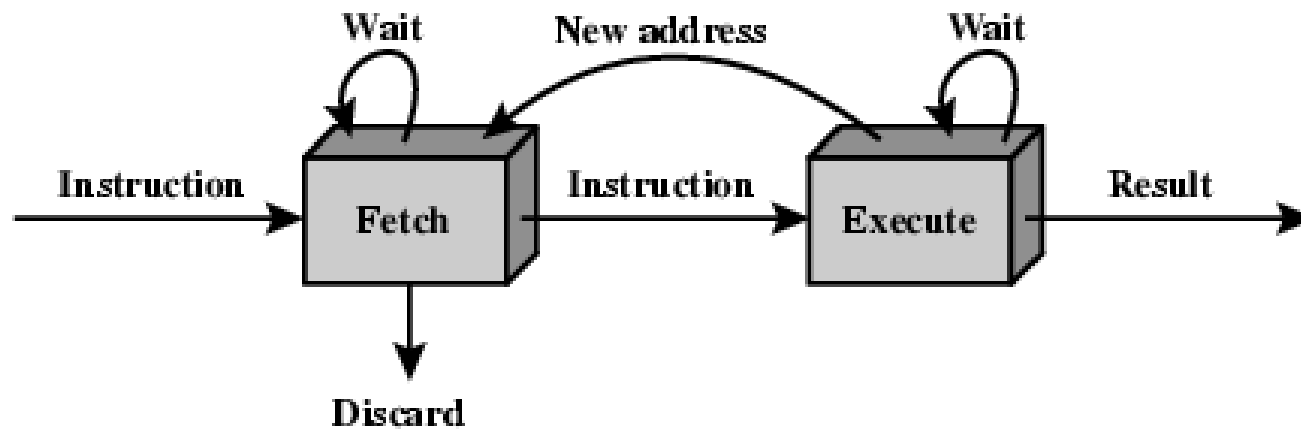 Wait
New address
Wait
Instruction
Instruction
Result
Fetch
Execute
Discard